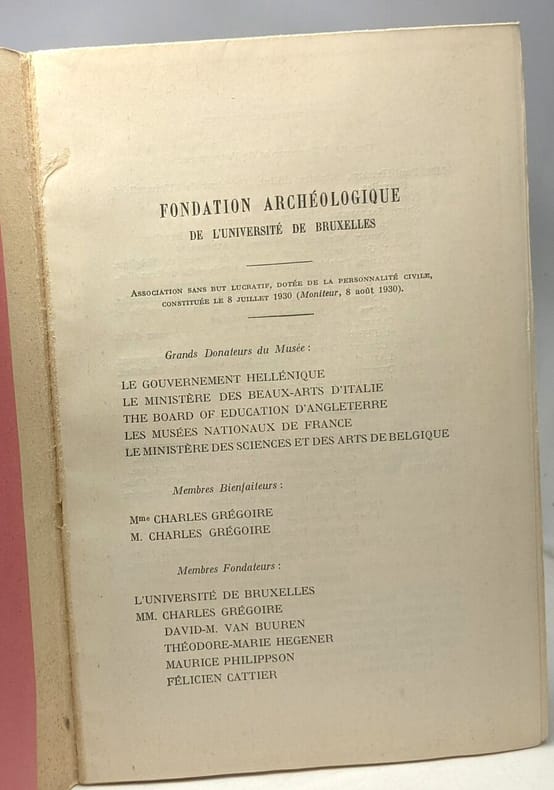 FONDATION ARCHÉOLOGIQUE
DE L'UNIVERSITÉ DE BRUXELLES
ASSOCIATION SANS BUT LUCRATIF, DOTÉE DE LA PERSONNALITÉ CIVILE,
CONSTITUÉE LE 8 JUILLET 1930 (Moniteur, 8 août 1930).
Grands Donateurs du Musée :
LE GOUVERNEMENT HELLÉNIQUE
LE MINISTÈRE DES BEAUX-ARTS D'ITALIE
THE BOARD OF EDUCATION D'ANGLETERRE
LES MUSÉES NATIONAUX DE FRANCE
LE MINISTÈRE DES SCIENCES ET DES ARTS DE BELGIQUE
Membres Bienfaiteurs :
Mme CHARLES GRÉGOIRE
M. CHARLES GRÉGOIRE
Membres Fondateurs :
L'UNIVERSITÉ DE BRUXELLES
MM. CHARLES GRÉGOIRE
DAVID-M. VAN BUUREN
THÉODORE-MARIE HEGENER
MAURICE PHILIPPSON
FÉLICIEN CATTIER